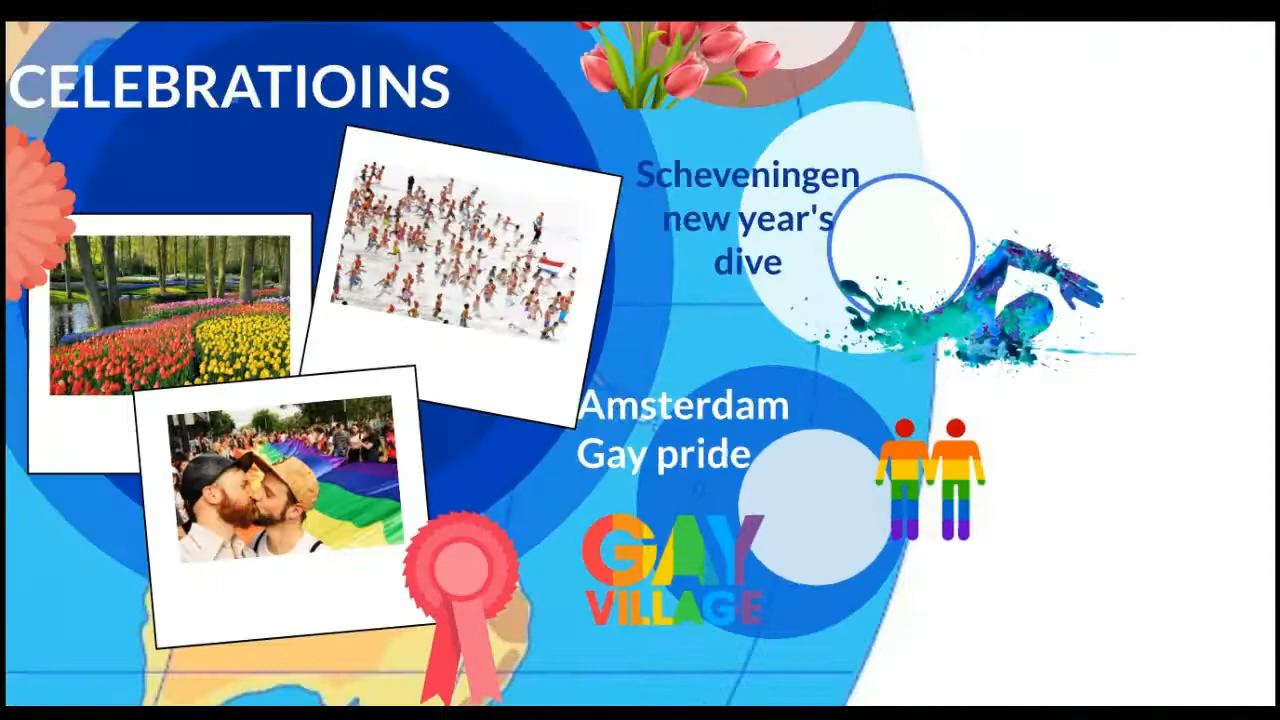 CELEBRATIOINS
Scheveningen
new year's
dive
Amsterdam
Gay pride
GAY
VILLAGE